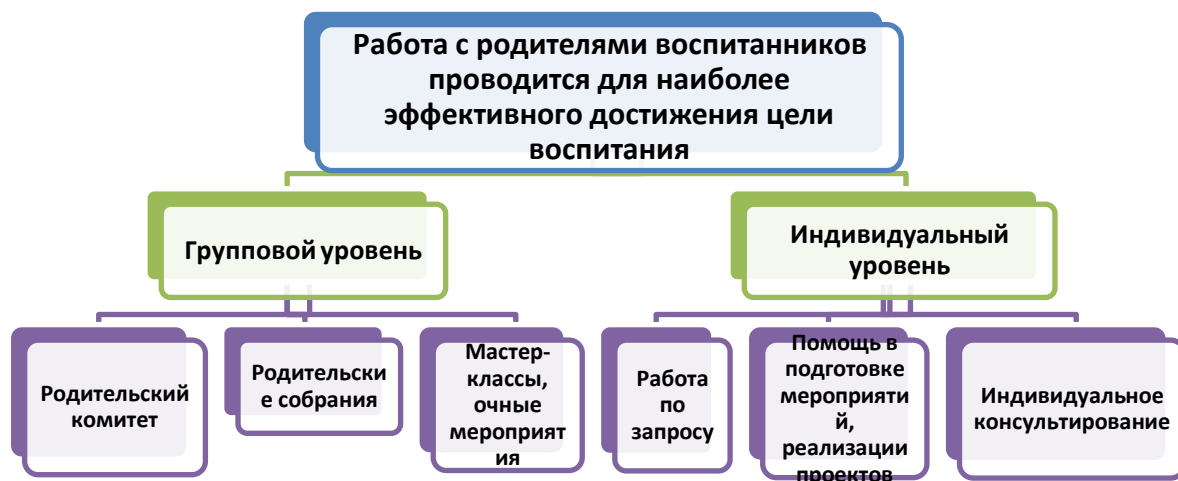 Работа с родителями воспитанников
проводится для наиболее
эффективного достижения цели
воспитания
Групповой уровень
Индивидуальный
уровень
Родительский
комитет
Родительски
е собрания
Мастер-
классы,
очные
мероприят
ия
Работа
по
запросу
Помощь в
подготовке
мероприяти
й,
реализации
проектов
Индивидуальное
консультирование